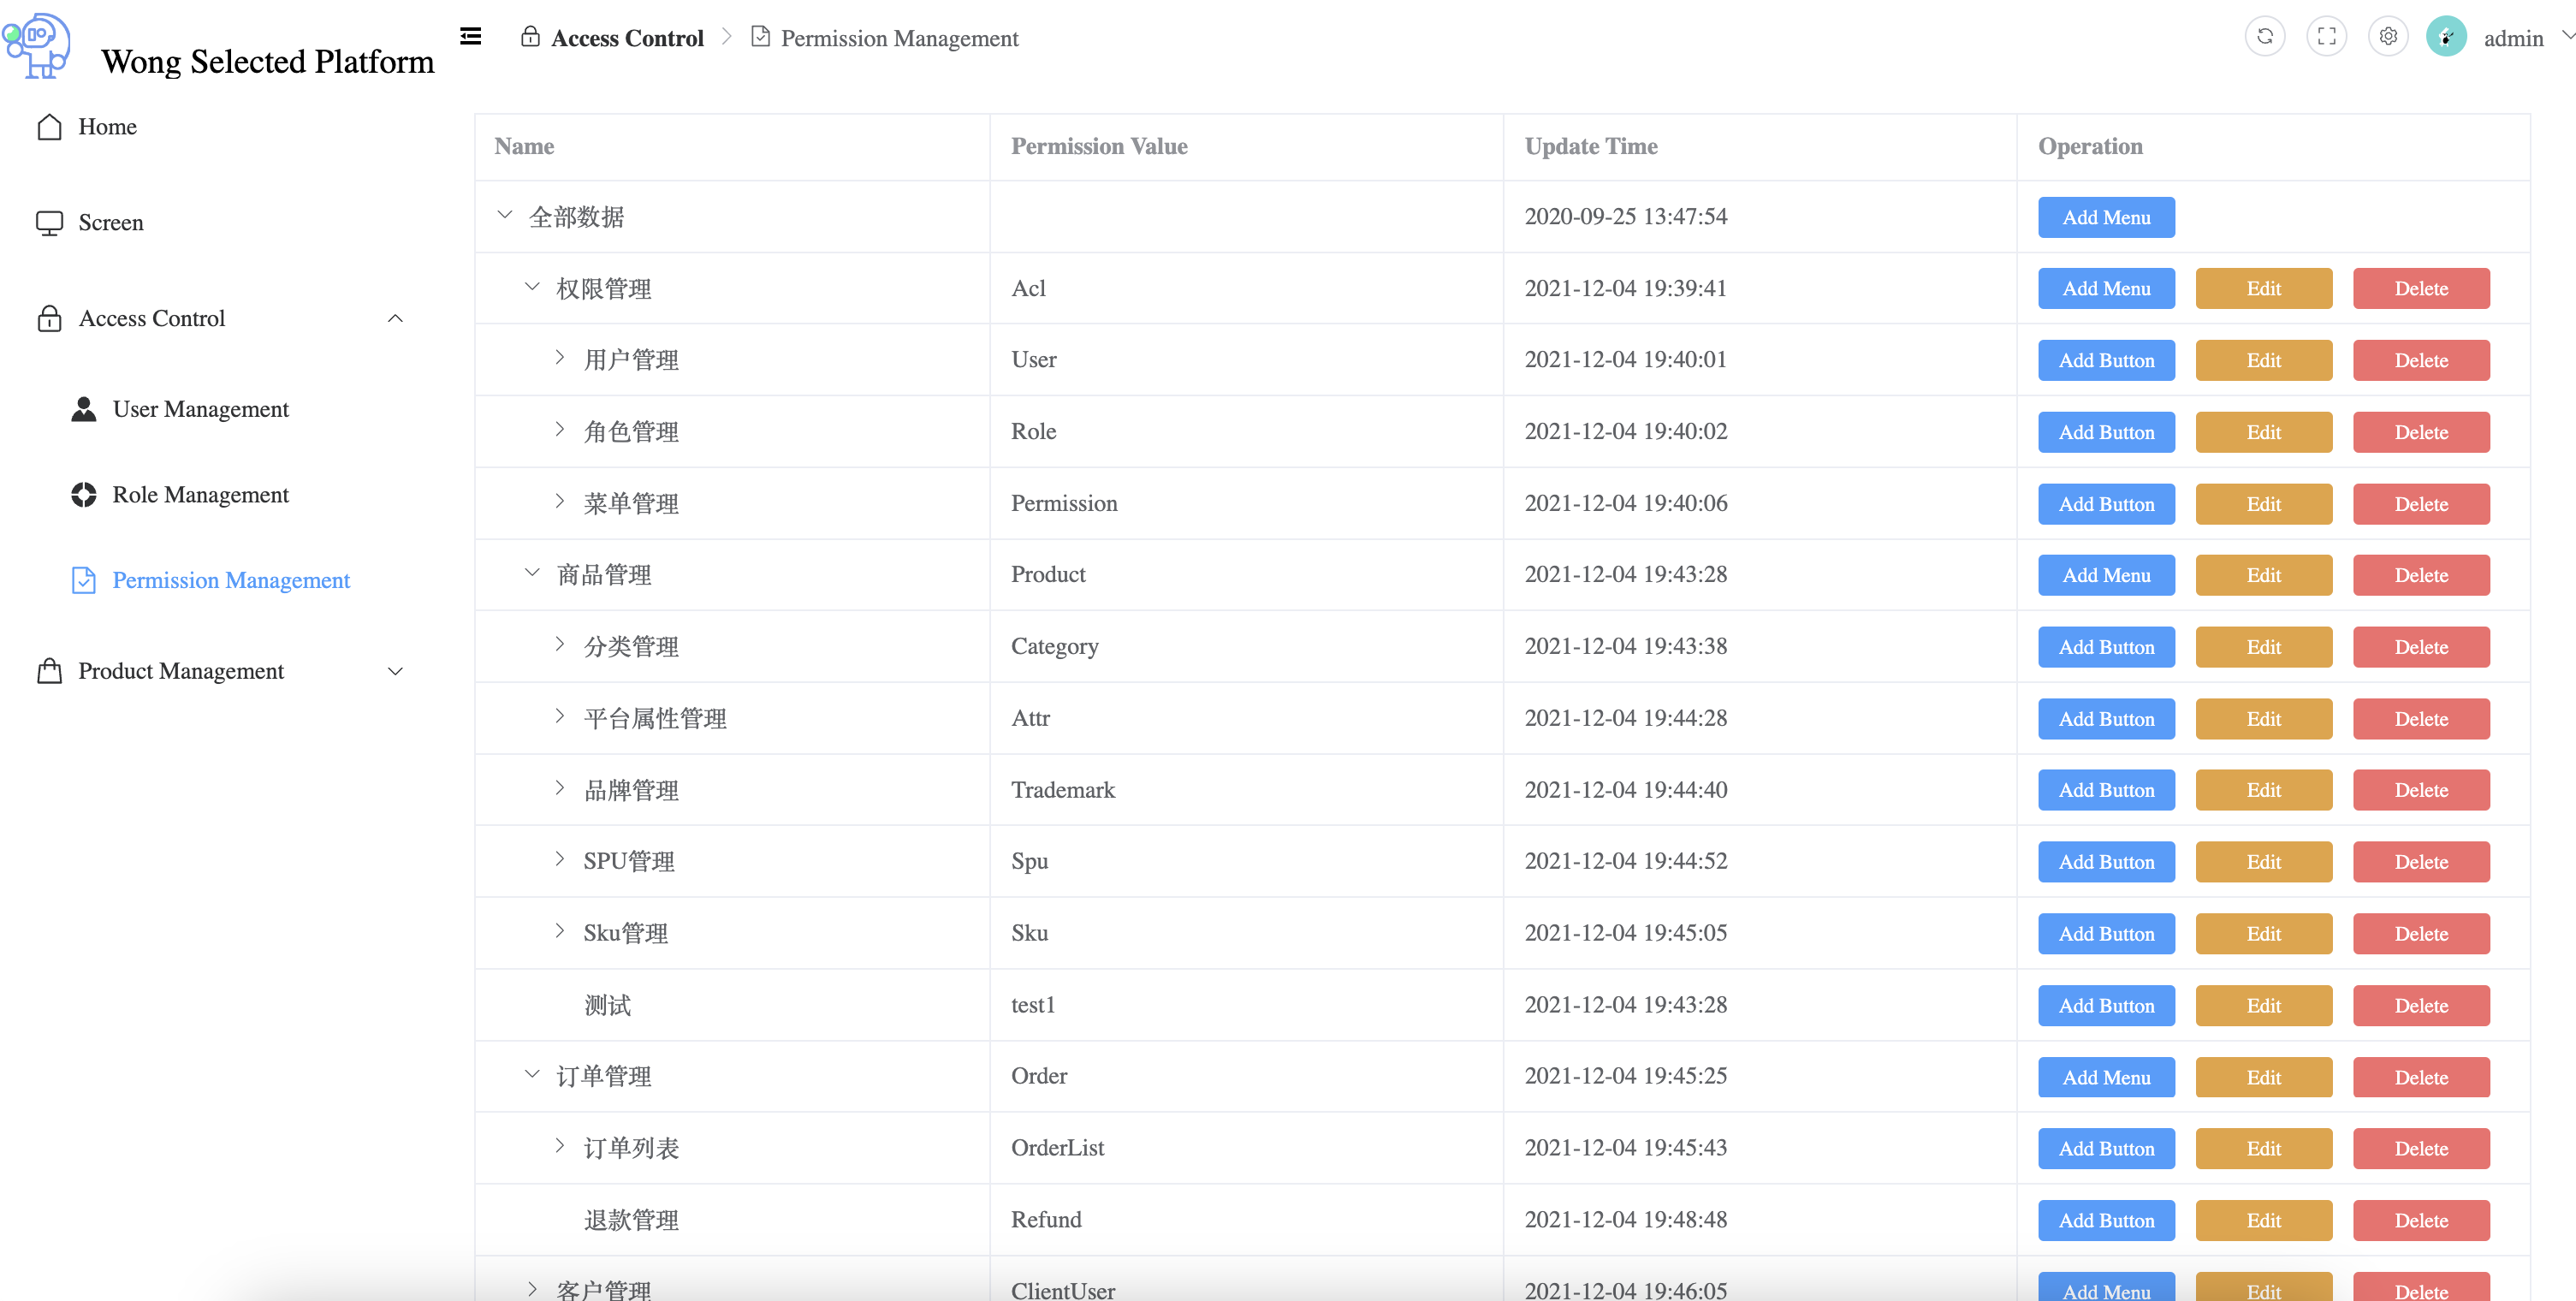 Wong Selected Platform
Access Control
Permission Management
admin
Home
Screen
Access Control
User Management
Role Management
Permission Management
Product Management
Name Permission Value Update Time Operation
全部数据 2020-09-25 13:47:54 Add Menu
权限管理 Acl 2021-12-04 19:39:41 Add Menu Edit Delete
用户管理 User 2021-12-04 19:40:01 Add Button Edit Delete
角色管理 Role 2021-12-04 19:40:02 Add Button Edit Delete
菜单管理 Permission 2021-12-04 19:40:06 Add Button Edit Delete
商品管理 Product 2021-12-04 19:43:28 Add Menu Edit Delete
分类管理 Category 2021-12-04 19:43:38 Add Button Edit Delete
平台属性管理 Attr 2021-12-04 19:44:28 Add Button Edit Delete
品牌管理 Trademark 2021-12-04 19:44:40 Add Button Edit Delete
SPU管理 Spu 2021-12-04 19:44:52 Add Button Edit Delete
Sku管理 Sku 2021-12-04 19:45:05 Add Button Edit Delete
测试 test1 2021-12-04 19:43:28 Add Button Edit Delete
订单管理 Order 2021-12-04 19:45:25 Add Menu Edit Delete
订单列表 OrderList 2021-12-04 19:45:43 Add Button Edit Delete
退款管理 Refund 2021-12-04 19:48:48 Add Button Edit Delete
客户管理 ClientUser 2021-12-04 19:46:05 Add Menu Edit Delete